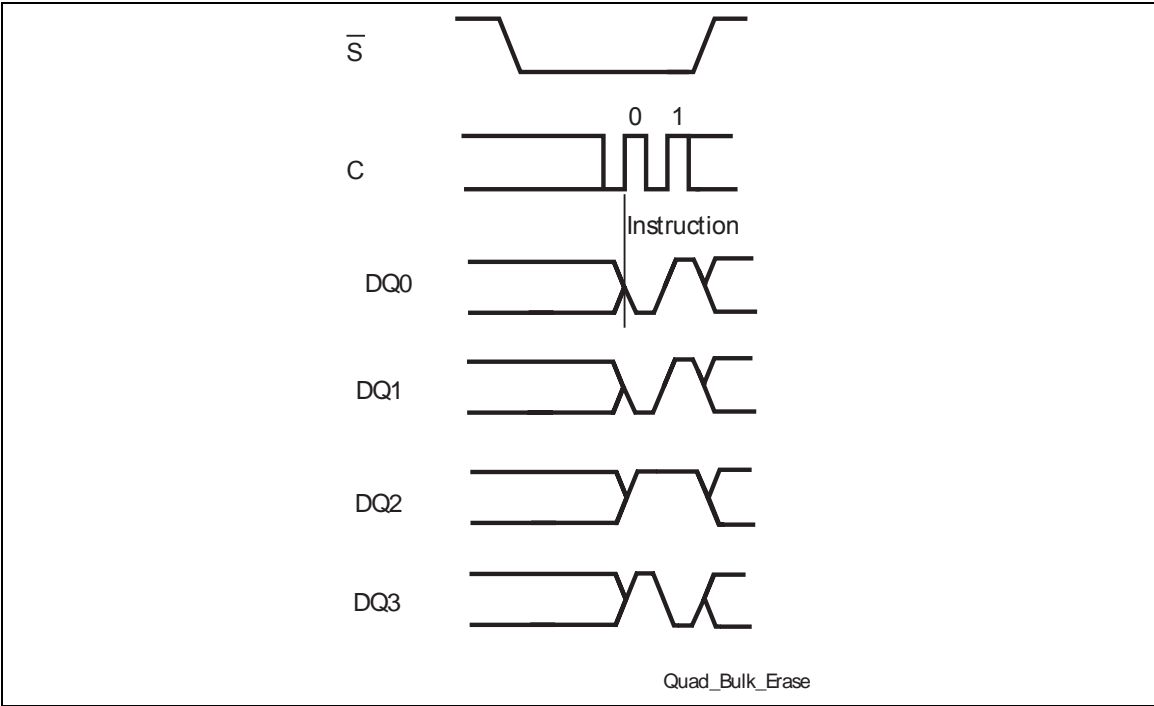 S̅
0 1
C
Instruction
DQ0
DQ1
DQ2
DQ3
Quad_Bulk_Erase